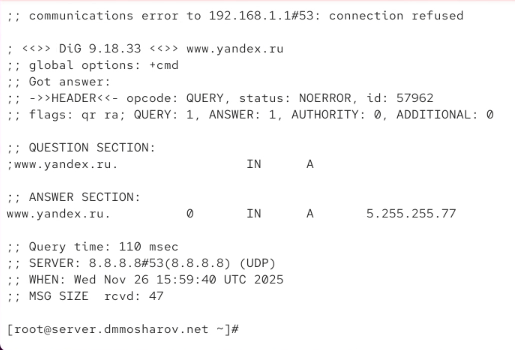 ;; communications error to 192.168.1.1#53: connection refused
; <<>> DiG 9.18.33 <<>> www.yandex.ru
;; global options: +cmd
;; Got answer:
;; ->>HEADER<<- opcode: QUERY, status: NOERROR, id: 57962
;; flags: qr ra; QUERY: 1, ANSWER: 1, AUTHORITY: 0, ADDITIONAL: 0
;; QUESTION SECTION:
;www.yandex.ru. IN A
;; ANSWER SECTION:
www.yandex.ru. 0 IN A 5.255.255.77
;; Query time: 110 msec
;; SERVER: 8.8.8.8#53(8.8.8.8) (UDP)
;; WHEN: Wed Nov 26 15:59:40 UTC 2025
;; MSG SIZE rcvd: 47
[root@server.dmmosharov.net ~]#